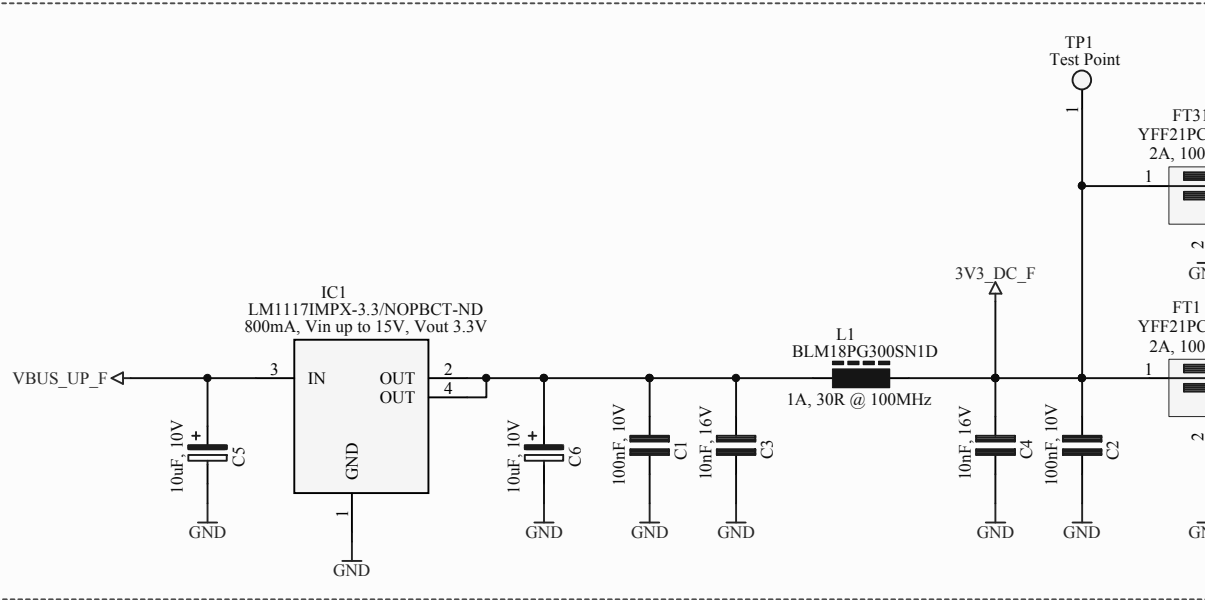 TP1
Test Point
1
FT31
YFF21PC
2A, 100
1
2
3V3_DC_F
IC1
LM1117IMPX-3.3/NOPBCT-ND
800mA, Vin up to 15V, Vout 3.3V
VBUS_UP_F
3
IN
OUT
2
OUT
4
GND
1
GND
10uF, 10V
+
C5
GND
10uF, 10V
+
C6
GND
100nF, 10V
C1
GND
10nF, 16V
C3
GND
L1
BLM18PG300SN1D
1A, 30R @ 100MHz
10nF, 16V
C4
GND
100nF, 10V
C2
GND
FT1
YFF21PC
2A, 100
1
2